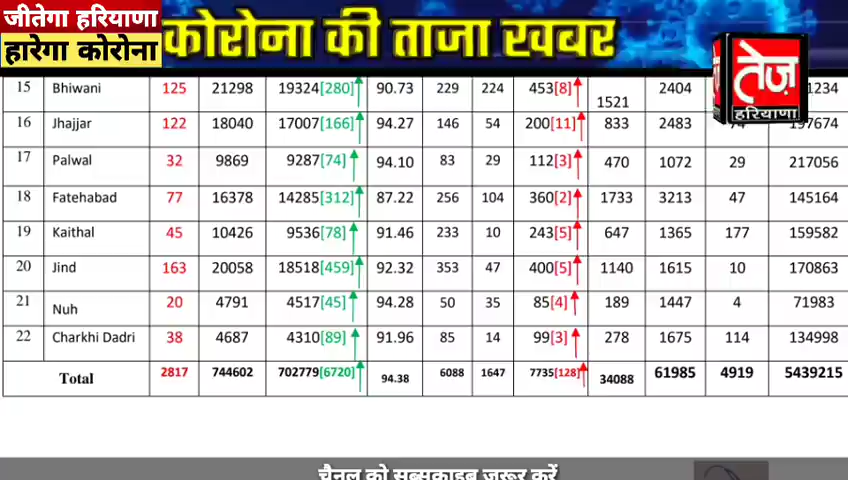 जीतेगा हरियाणा
हारेगा कोरोना
कोरोना की ताजा खबर
तेज़
हरियाणा
15 Bhiwani 125 21298 19324[280] 90.73 229 224 453[8] 1521 2404
16 Jhajjar 122 18040 17007[166] 94.27 146 54 200[11] 833 2483
17 Palwal 32 9869 9287[74] 94.10 83 29 112[3] 470 1072 29 217056
18 Fatehabad 77 16378 14285[312] 87.22 256 104 360[2] 1733 3213 47 145164
19 Kaithal 45 10426 9536[78] 91.46 233 10 243[5] 647 1365 177 159582
20 Jind 163 20058 18518[459] 92.32 353 47 400[5] 1140 1615 10 170863
21 Nuh 20 4791 4517[45] 94.28 50 35 85[4] 189 1447 4 71983
22 Charkhi Dadri 38 4687 4310[89] 91.96 85 14 99[3] 278 1675 114 134998
Total 2817 744602 702779[6720] 94.38 6088 1647 7735[128] 34088 61985 4919 5439215
चैनल को सब्सक्राइब जरूर करें